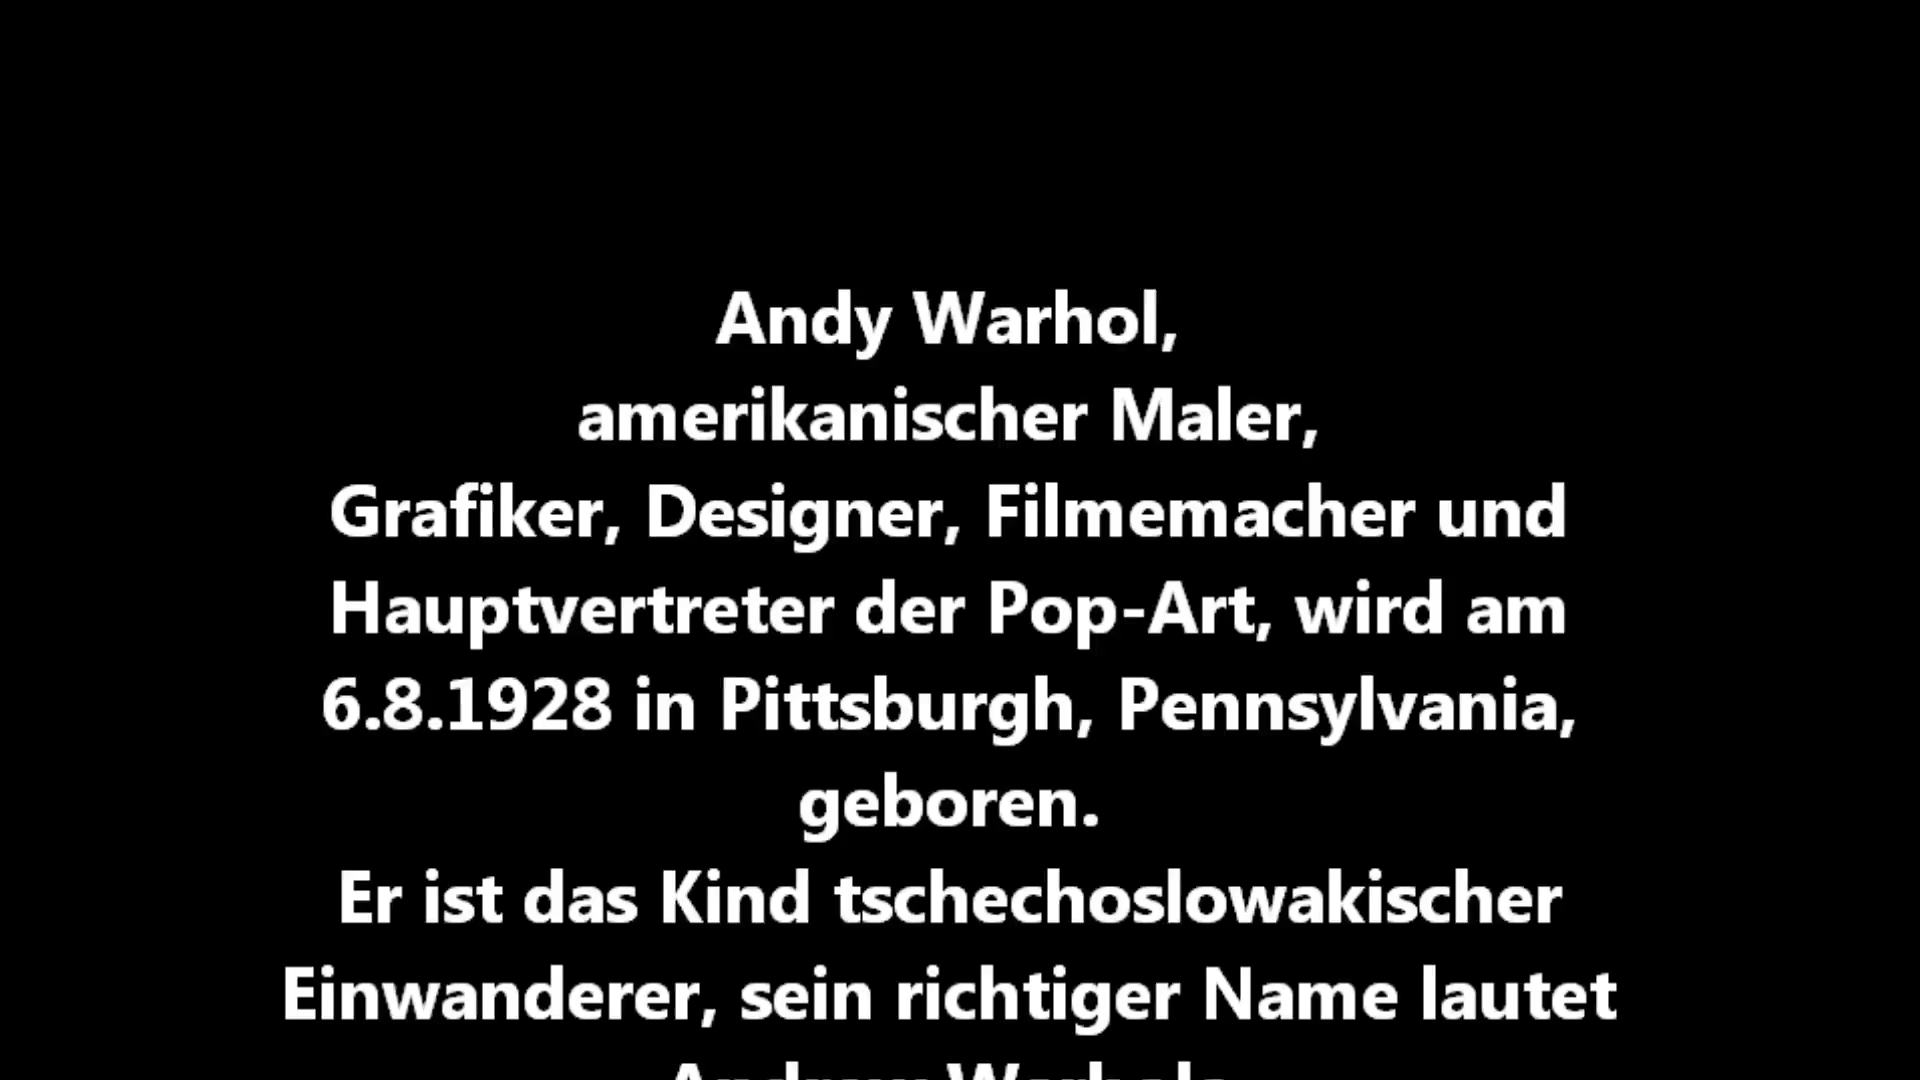 Andy Warhol,
amerikanischer Maler,
Grafiker, Designer, Filmemacher und
Hauptvertreter der Pop-Art, wird am
6.8.1928 in Pittsburgh, Pennsylvania,
geboren.
Er ist das Kind tschechoslowakischer
Einwanderer, sein richtiger Name lautet